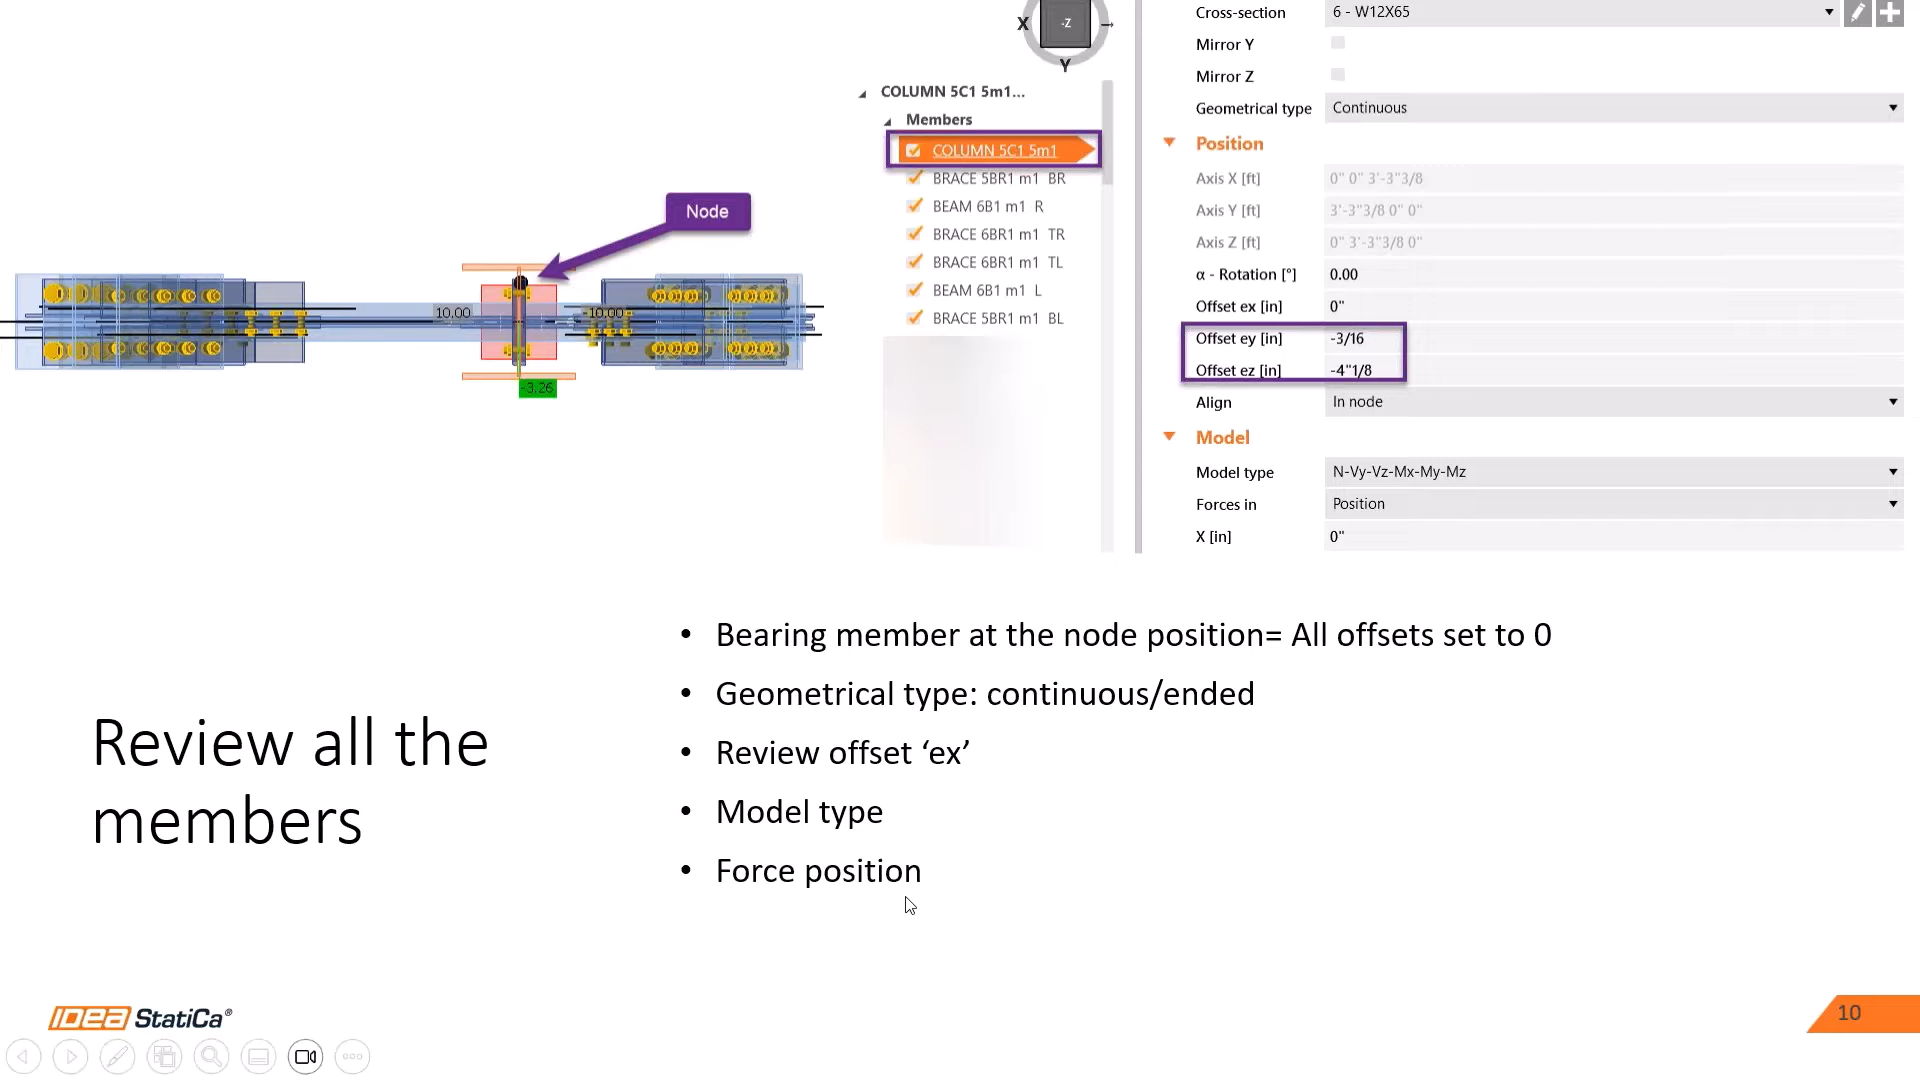 X
-Z
Y
Cross-section
6 - W12X65
Mirror Y
Mirror Z
COLUMN 5C1 5m1...
Geometrical type
Continuous
Members
Position
COLUMN 5C1 5m1
BRACE 5BR1 m1 BR
Axis X [ft]
0" 0" 3'-3"3/8
BEAM 6B1 m1 R
Axis Y [ft]
3'-3"3/8 0" 0"
Node
BRACE 6BR1 m1 TR
Axis Z [ft]
0" 3'-3"3/8 0"
BRACE 6BR1 m1 TL
α - Rotation [°]
0.00
BEAM 6B1 m1 L
Offset ex [in]
0"
10.00
-10.00
BRACE 5BR1 m1 BL
Offset ey [in]
-3/16
Offset ez [in]
-4"1/8
-3.26
Align
In node
Model
Model type
N-Vy-Vz-Mx-My-Mz
Forces in
Position
X [in]
0"
• Bearing member at the node position= All offsets set to 0
• Geometrical type: continuous/ended
• Review offset ‘ex’
• Model type
• Force position
Review all the
members
IDEA StatiCa®
10